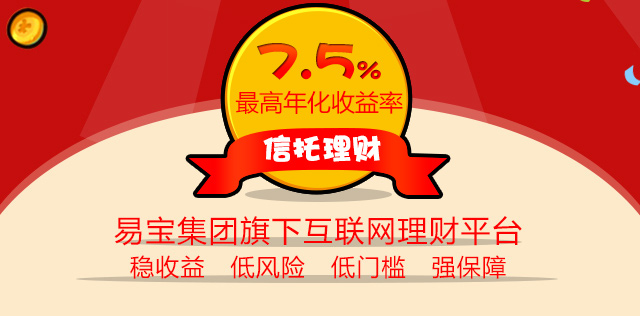 7.5%
最高年化收益率
信托理财
易宝集团旗下互联网理财平台
稳收益 低风险 低门槛 强保障